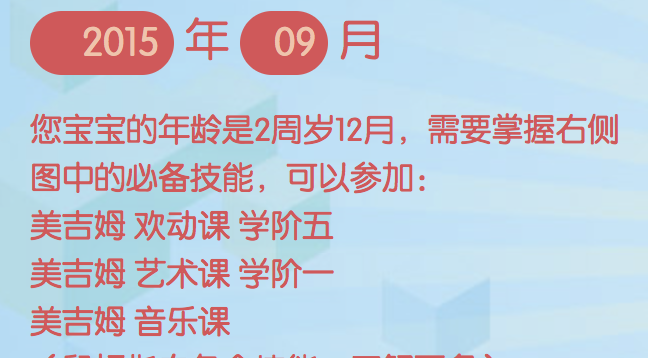 2015 年 09 月
您宝宝的年龄是2周岁12月，需要掌握右侧
图中的必备技能，可以参加：
美吉姆 欢动课 学阶五
美吉姆 艺术课 学阶一
美吉姆 音乐课